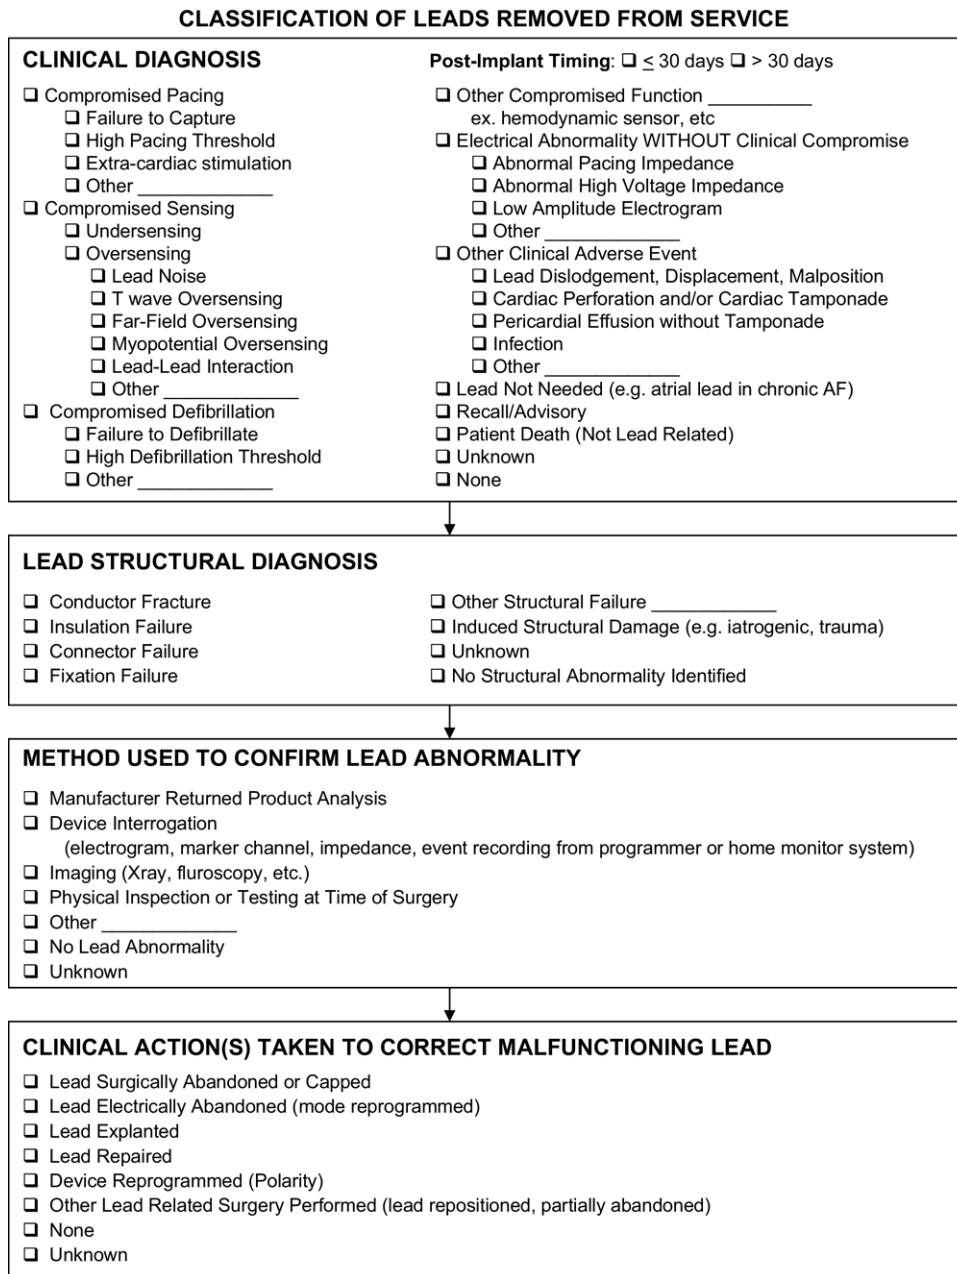 CLASSIFICATION OF LEADS REMOVED FROM SERVICE
CLINICAL DIAGNOSIS
❑ Compromised Pacing
❑ Failure to Capture
❑ High Pacing Threshold
❑ Extra-cardiac stimulation
❑ Other _____________
❑ Compromised Sensing
❑ Undersensing
❑ Oversensing
❑ Lead Noise
❑ T wave Oversensing
❑ Far-Field Oversensing
❑ Myopotential Oversensing
❑ Lead-Lead Interaction
❑ Other _____________
❑ Compromised Defibrillation
❑ Failure to Defibrillate
❑ High Defibrillation Threshold
❑ Other _____________
Post-Implant Timing: ❑ ≤ 30 days ❑ > 30 days
❑ Other Compromised Function __________
ex. hemodynamic sensor, etc
❑ Electrical Abnormality WITHOUT Clinical Compromise
❑ Abnormal Pacing Impedance
❑ Abnormal High Voltage Impedance
❑ Low Amplitude Electrogram
❑ Other _____________
❑ Other Clinical Adverse Event
❑ Lead Dislodgement, Displacement, Malposition
❑ Cardiac Perforation and/or Cardiac Tamponade
❑ Pericardial Effusion without Tamponade
❑ Infection
❑ Other _____________
❑ Lead Not Needed (e.g. atrial lead in chronic AF)
❑ Recall/Advisory
❑ Patient Death (Not Lead Related)
❑ Unknown
❑ None
LEAD STRUCTURAL DIAGNOSIS
❑ Conductor Fracture
❑ Insulation Failure
❑ Connector Failure
❑ Fixation Failure
❑ Other Structural Failure ____________
❑ Induced Structural Damage (e.g. iatrogenic, trauma)
❑ Unknown
❑ No Structural Abnormality Identified
METHOD USED TO CONFIRM LEAD ABNORMALITY
❑ Manufacturer Returned Product Analysis
❑ Device Interrogation
(electrogram, marker channel, impedance, event recording from programmer or home monitor system)
❑ Imaging (Xray, fluroscopy, etc.)
❑ Physical Inspection or Testing at Time of Surgery
❑ Other _____________
❑ No Lead Abnormality
❑ Unknown
CLINICAL ACTION(S) TAKEN TO CORRECT MALFUNCTIONING LEAD
❑ Lead Surgically Abandoned or Capped
❑ Lead Electrically Abandoned (mode reprogrammed)
❑ Lead Explanted
❑ Lead Repaired
❑ Device Reprogrammed (Polarity)
❑ Other Lead Related Surgery Performed (lead repositioned, partially abandoned)
❑ None
❑ Unknown